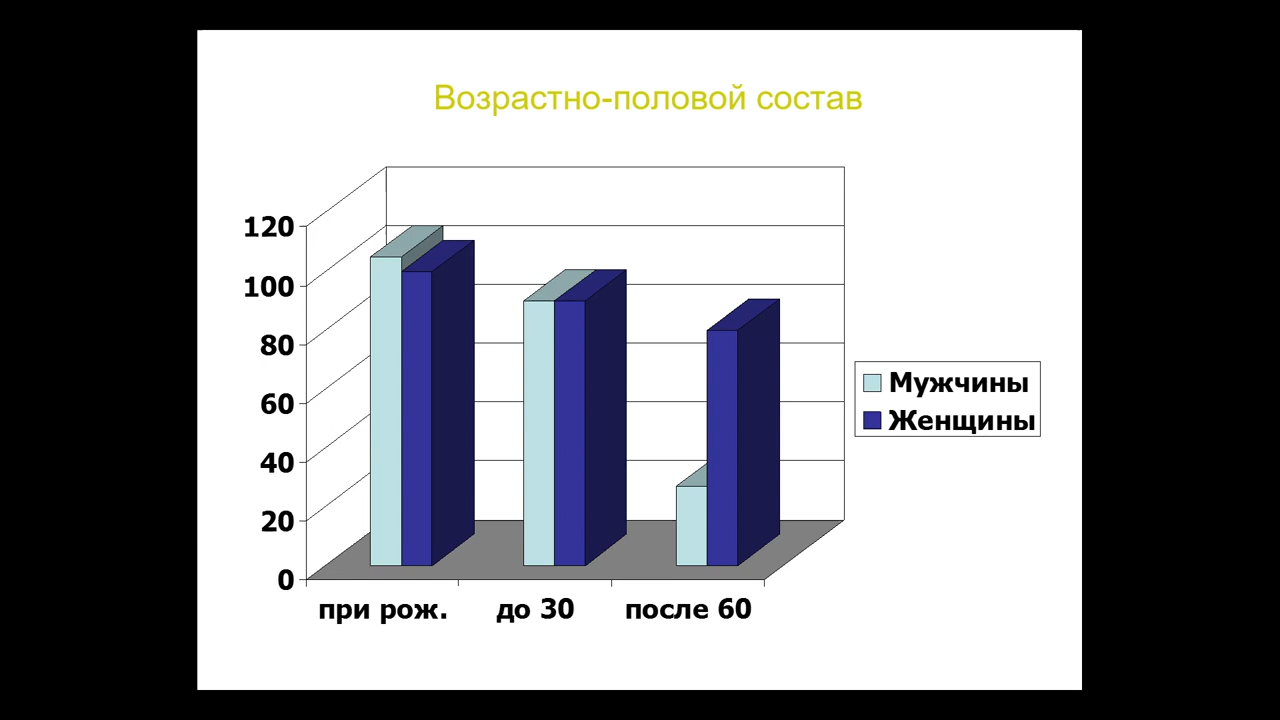 Возрастно-половой состав
120
100
80
60
40
20
0
при рож.
до 30
после 60
Мужчины
Женщины